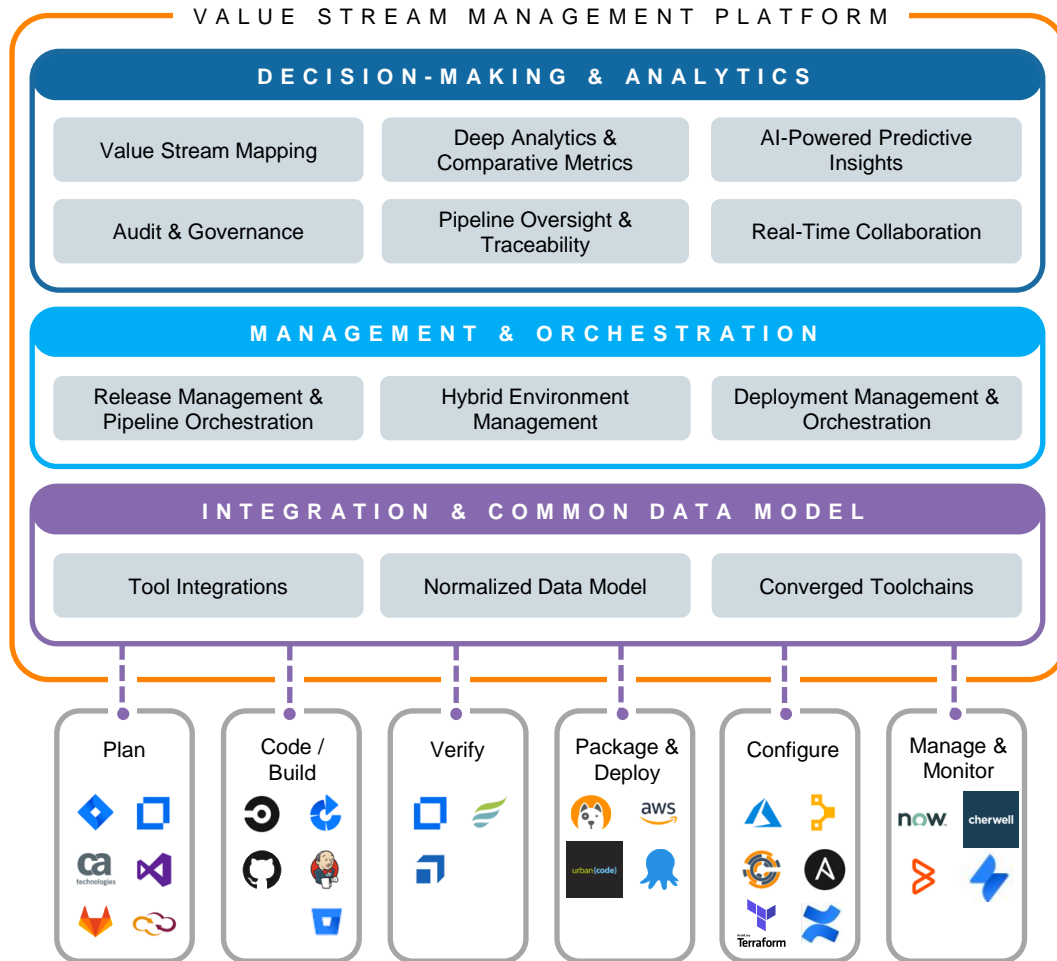 VALUE STREAM MANAGEMENT PLATFORM
DECISION-MAKING & ANALYTICS
Value Stream Mapping
Deep Analytics &
Comparative Metrics
AI-Powered Predictive
Insights
Audit & Governance
Pipeline Oversight &
Traceability
Real-Time Collaboration
MANAGEMENT & ORCHESTRATION
Release Management &
Pipeline Orchestration
Hybrid Environment
Management
Deployment Management &
Orchestration
INTEGRATION & COMMON DATA MODEL
Tool Integrations
Normalized Data Model
Converged Toolchains
Plan
ca
technologies
Code /
Build
Verify
Package &
Deploy
aws
urban{code}
Configure
A
HashiCorp
Terraform
Manage &
Monitor
now.
cherwell